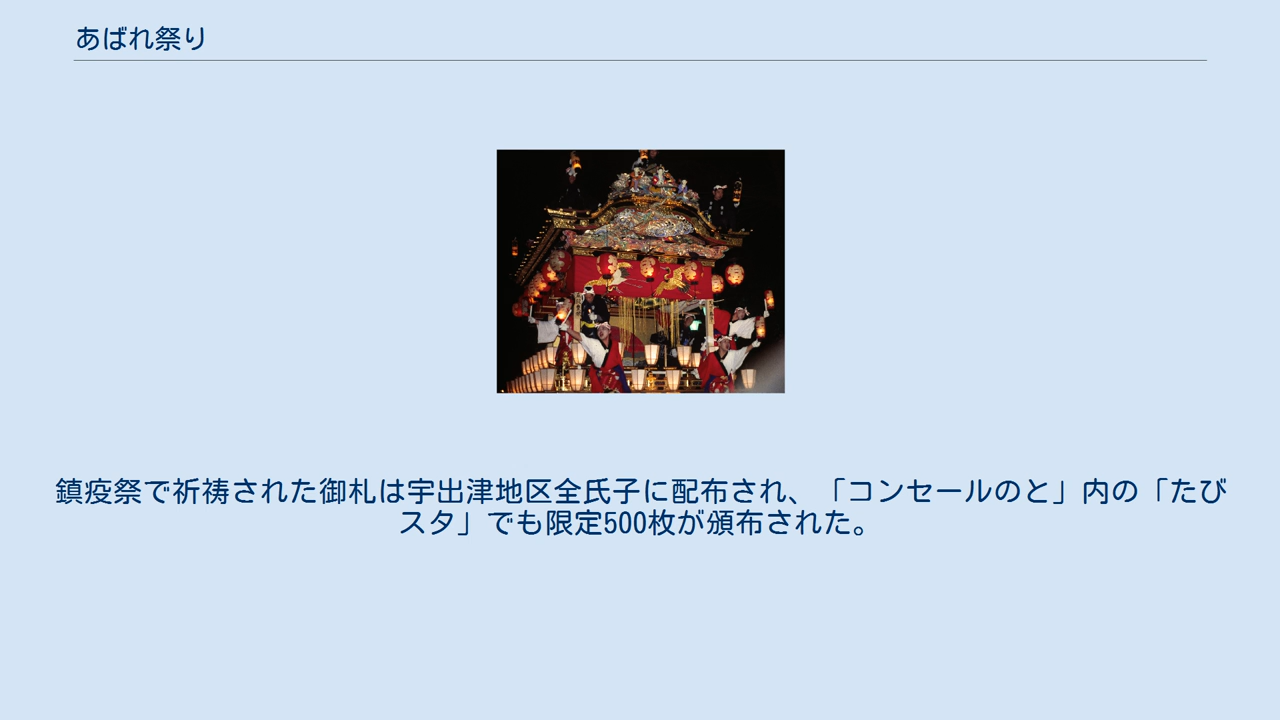 あばれ祭り
鎮疫祭で祈祷された御札は宇出津地区全氏子に配布され、「コンセールのと」内の「たび
スタ」でも限定500枚が頒布された。